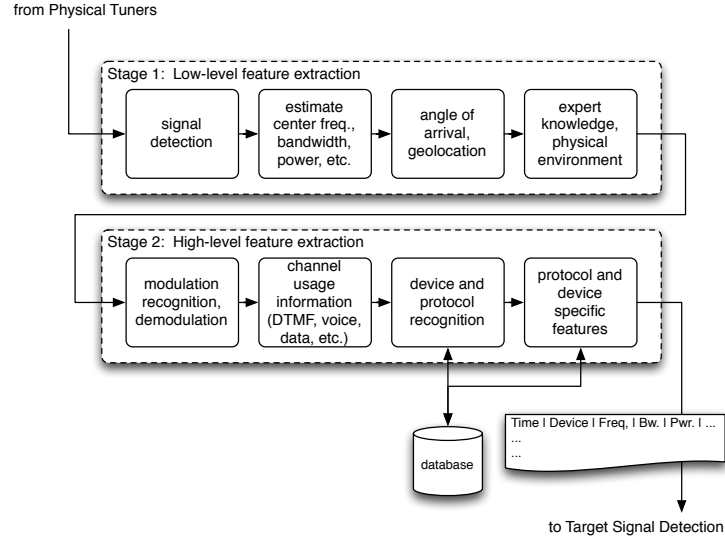 from Physical Tuners
Stage 1: Low-level feature extraction
signal
detection
estimate
center freq.,
bandwidth,
power, etc.
angle of
arrival,
geolocation
expert
knowledge,
physical
environment
Stage 2: High-level feature extraction
modulation
recognition,
demodulation
channel
usage
information
(DTMF, voice,
data, etc.)
device and
protocol
recognition
protocol and
device
specific
features
database
Time | Device | Freq, | Bw. | Pwr. | ...
...
...
to Target Signal Detection